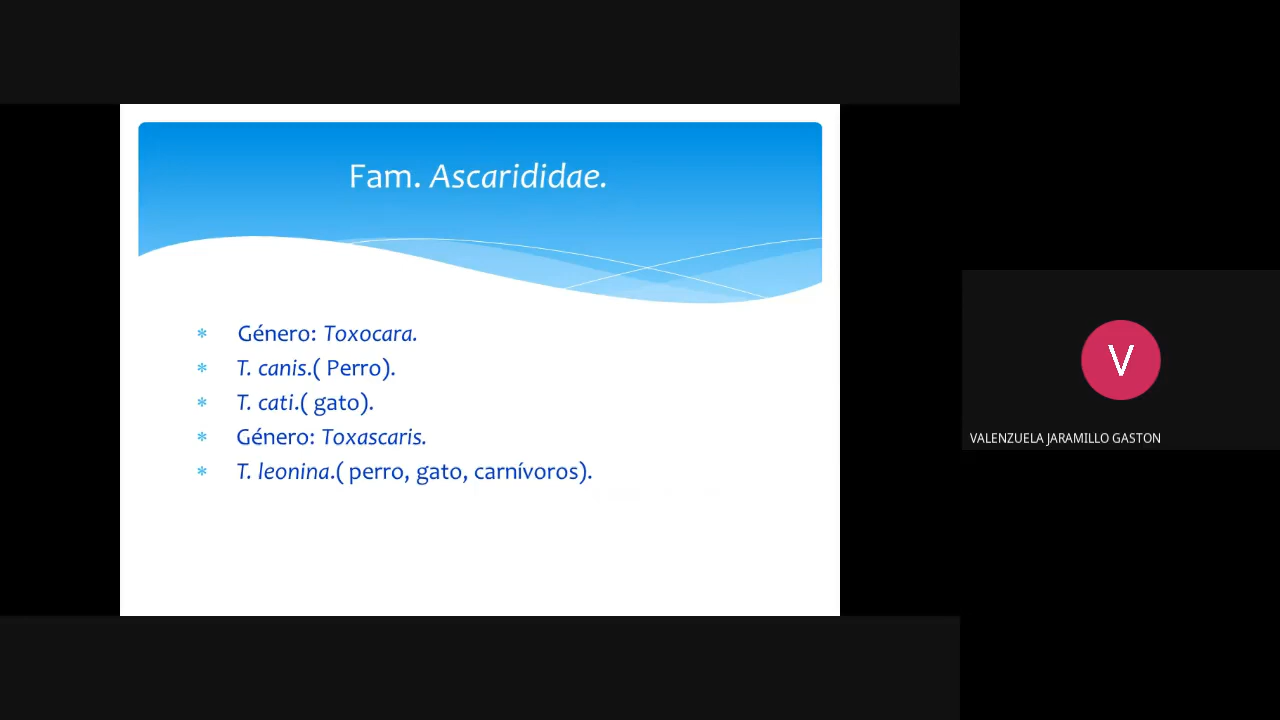 Fam. Ascarididae.
* Género: Toxocara.
* T. canis.( Perro).
* T. cati.( gato).
* Género: Toxascaris.
* T. leonina.( perro, gato, carnívoros).
V
VALENZUELA JARAMILLO GASTON